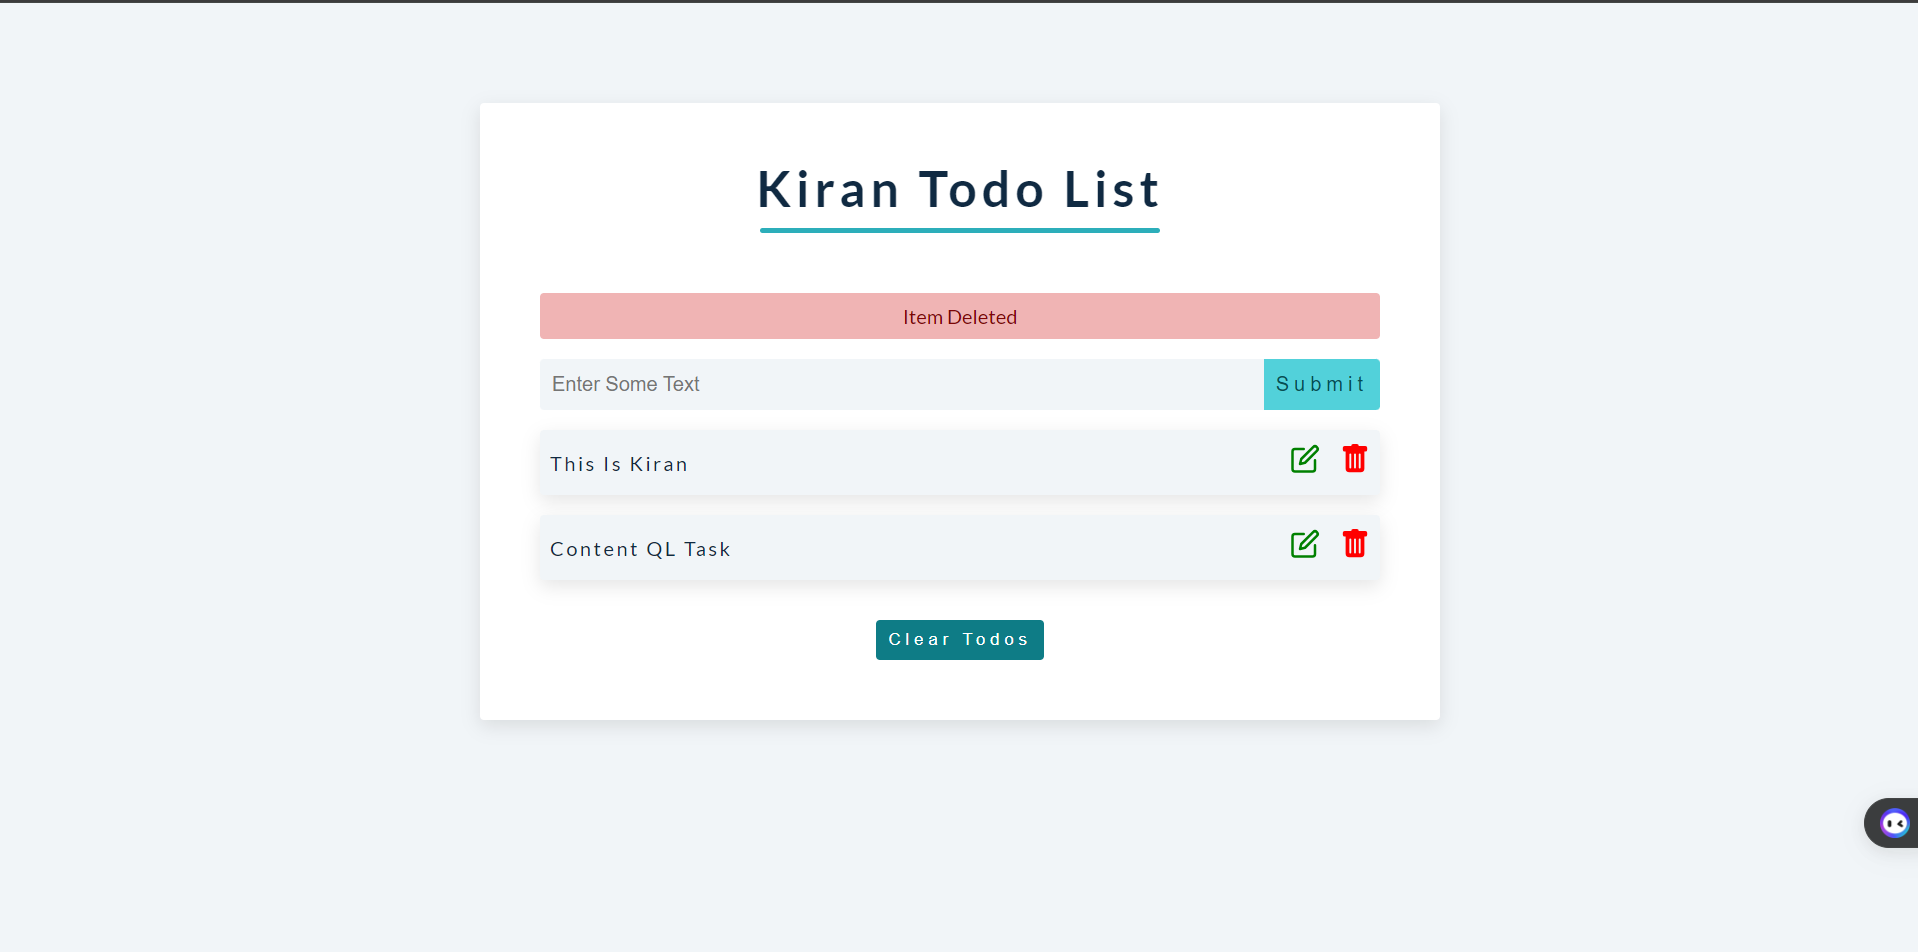 Kiran Todo List
Item Deleted
Enter Some Text
Submit
This Is Kiran
Content QL Task
Clear Todos